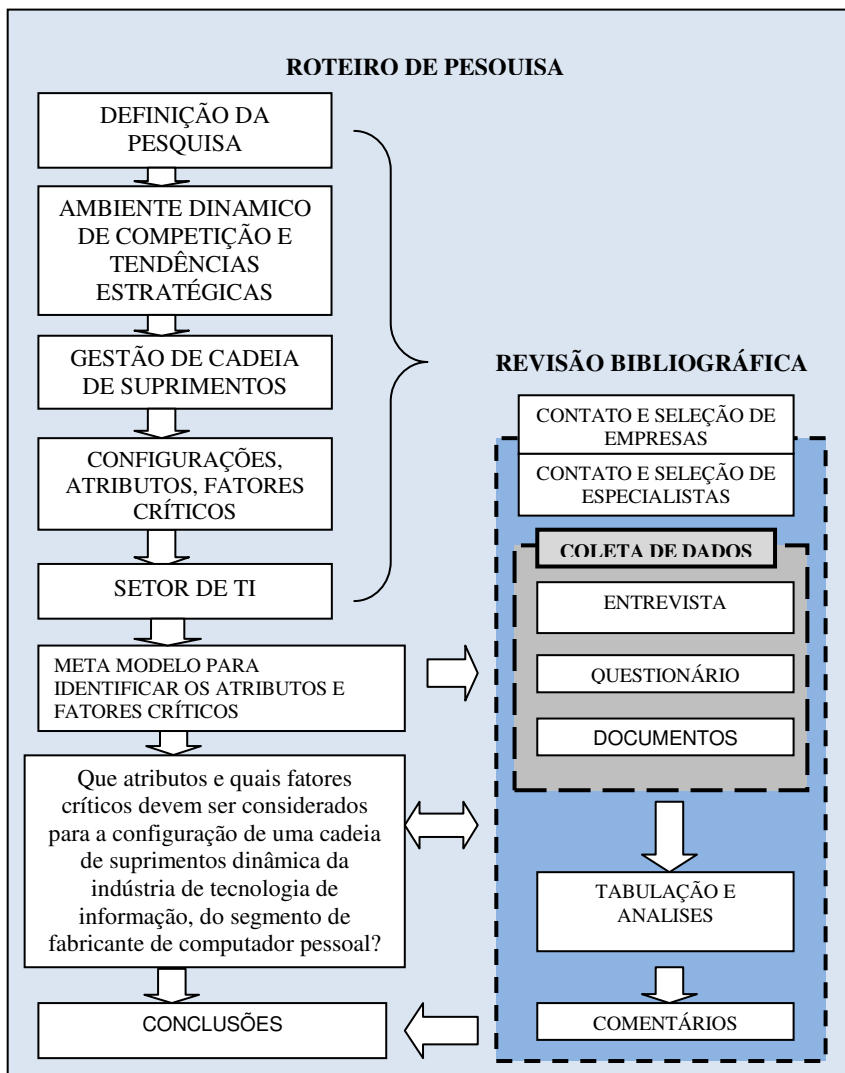 ROTEIRO DE PESQUISA
DEFINIÇÃO DA
PESQUISA
AMBIENTE DINAMICO
DE COMPETIÇÃO E
TENDÊNCIAS
ESTRATÉGICAS
GESTÃO DE CADEIA
DE SUPRIMENTOS
CONFIGURAÇÕES,
ATRIBUTOS, FATORES
CRÍTICOS
SETOR DE TI
META MODELO PARA
IDENTIFICAR OS ATRIBUTOS E
FATORES CRÍTICOS
Que atributos e quais fatores
críticos devem ser considerados
para a configuração de uma cadeia
de suprimentos dinâmica da
indústria de tecnologia de
informação, do segmento de
fabricante de computador pessoal?
CONCLUSÕES
REVISÃO BIBLIOGRÁFICA
CONTATO E SELEÇÃO DE
EMPRESAS
CONTATO E SELEÇÃO DE
ESPECIALISTAS
COLETA DE DADOS
ENTREVISTA
QUESTIONÁRIO
DOCUMENTOS
TABULAÇÃO E
ANALISES
COMENTÁRIOS